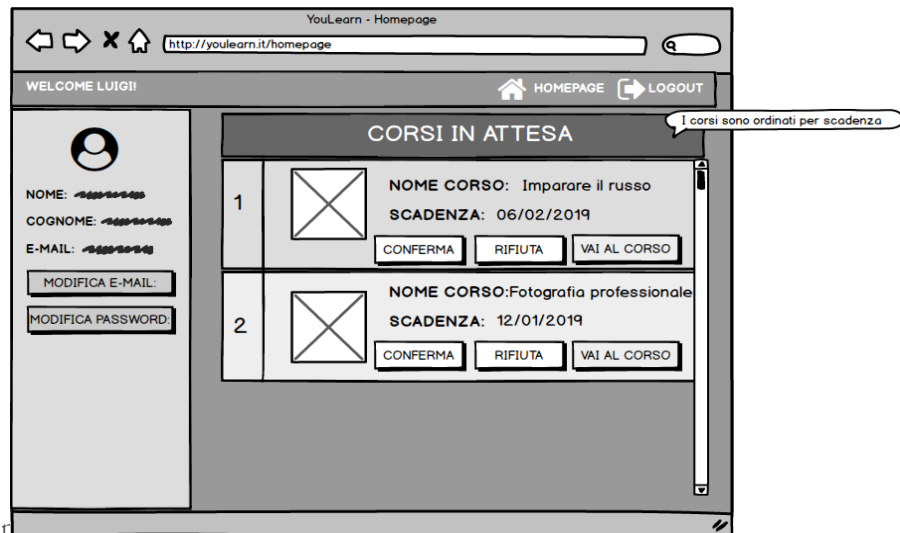 YouLearn - Homepage
http://youlearn.it/homepage
WELCOME LUIGI!
HOMEPAGE
LOGOUT
I corsi sono ordinati per scadenza
CORSI IN ATTESA
NOME:
COGNOME:
E-MAIL:
MODIFICA E-MAIL:
MODIFICA PASSWORD:
1
NOME CORSO: Imparare il russo
SCADENZA: 06/02/2019
CONFERMA
RIFIUTA
VAI AL CORSO
2
NOME CORSO:Fotografia professionale
SCADENZA: 12/01/2019
CONFERMA
RIFIUTA
VAI AL CORSO